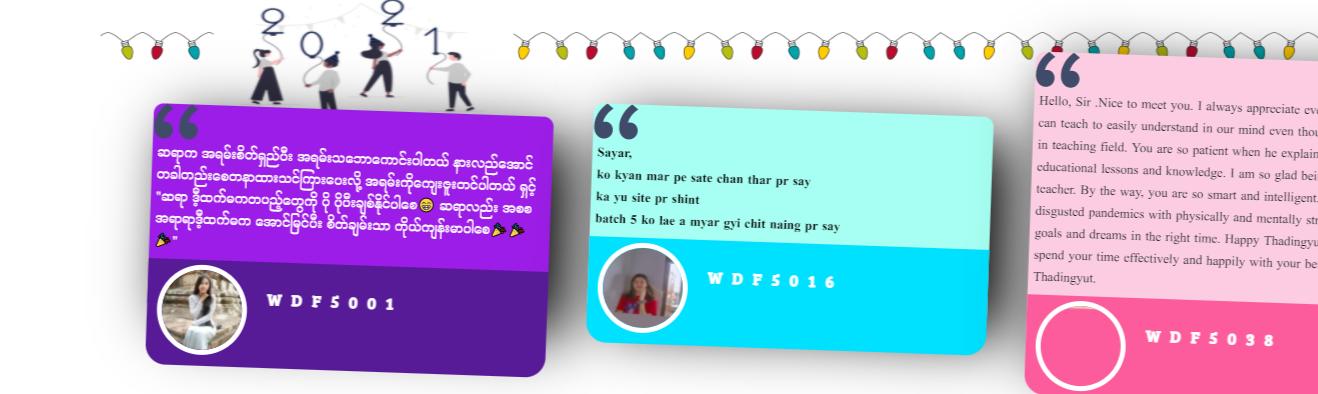 2021
ဆရာက အရမ်းစိတ်ရှည်ပီး အရမ်းသဘောကောင်းပါတယ် နားလည်အောင်
တခါတည်းစေတနာထားသင်ကြားပေးလို့ အရမ်းကိုကျေးဇူးတင်ပါတယ် ရှင့်
"ဆရာ ဒို့ထက်မကတပည့်တွေကို ပို ပိုပီးချစ်နိုင်ပါစေ😁 ဆရာလည်း အစစ
အရာရာဒို့ထက်မက အောင်မြင်ပီး စိတ်ချမ်းသာ ကိုယ်ကျန်းမာပါစေ🎉🎉
🎉"
WDF5001
Sayar,
ko kyan mar pe sate chan thar pr say
ka yu site pr shint
batch 5 ko lae a myar gyi chit naing pr say
WDF5016
Hello, Sir .Nice to meet you. I always appreciate
can teach to easily understand in our mind even
in teaching field. You are so patient when he
educational lessons and knowledge. I am so glad
teacher. By the way, you are so smart and intelligent.
disgusted pandemics with physically and mentally
goals and dreams in the right time. Happy
spend your time effectively and happily with your
Thadingyut.
WDF5038